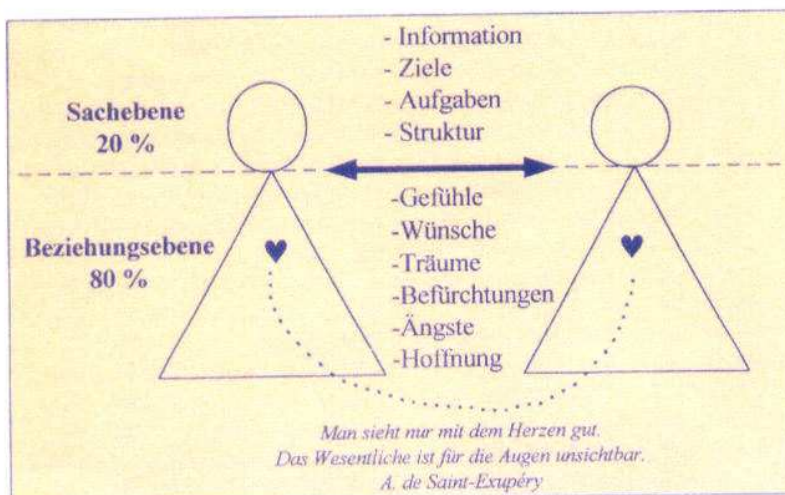 - Information
- Ziele
- Aufgaben
- Struktur
Sachebene
20 %
-Gefühle
-Wünsche
-Träume
-Befürchtungen
-Ängste
-Hoffnung
Beziehungsebene
80 %
Man sieht nur mit dem Herzen gut.
Das Wesentliche ist für die Augen unsichtbar.
A. de Saint-Exupéry